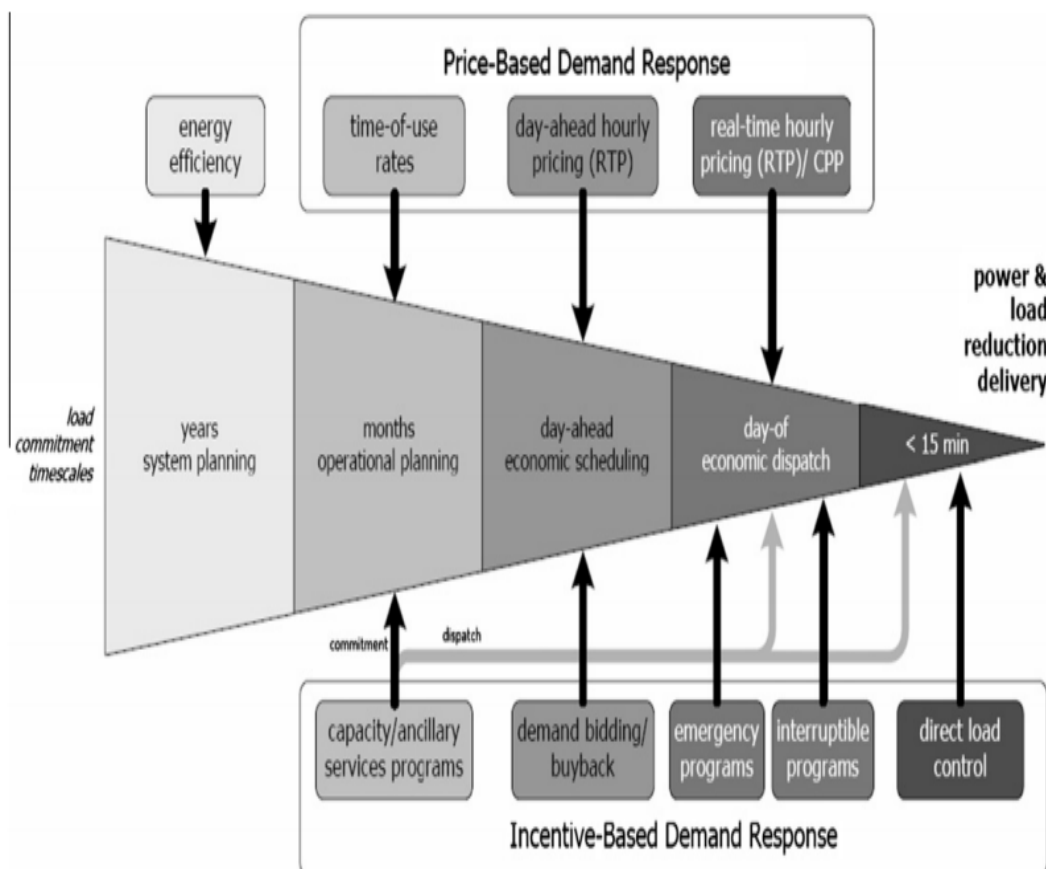 Price-Based Demand Response
energy
efficiency
time-of-use
rates
day-ahead hourly
pricing (RTP)
real-time hourly
pricing (RTP)/ CPP
power &
load
reduction
delivery
load
commitment
timescales
years
system planning
months
operational planning
day-ahead
economic scheduling
day-of
economic dispatch
< 15 min
commitment
dispatch
capacity/ancillary
services programs
demand bidding/
buyback
emergency
programs
interruptible
programs
direct load
control
Incentive-Based Demand Response